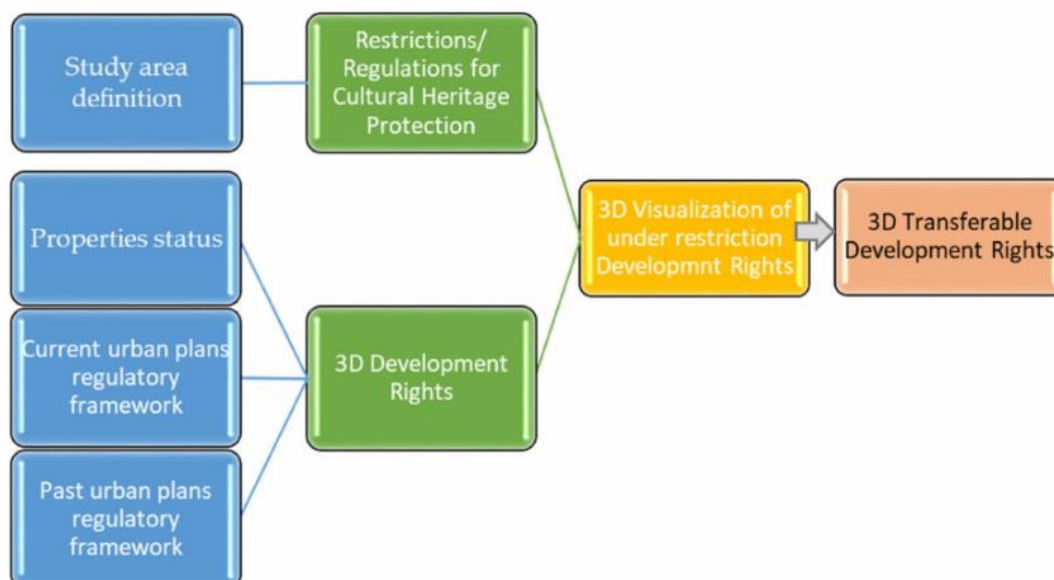 Study area
definition
Restrictions/
Regulations for
Cultural Heritage
Protection
Properties status
Current urban plans
regulatory
framework
Past urban plans
regulatory
framework
3D Development
Rights
3D Visualization of
under restriction
Developmnt Rights
3D Transferable
Development Rights